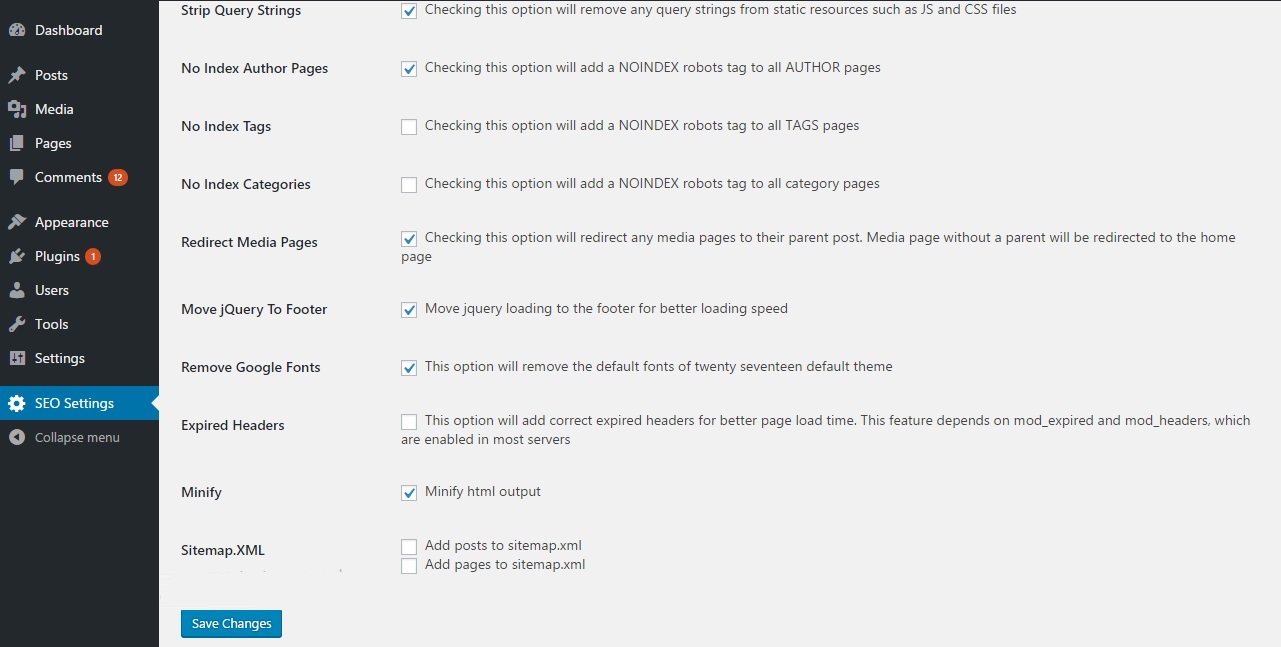 Dashboard
Posts
Media
Pages
Comments 12
Appearance
Plugins 1
Users
Tools
Settings
SEO Settings
Collapse menu
Strip Query Strings
Checking this option will remove any query strings from static resources such as JS and CSS files
No Index Author Pages
Checking this option will add a NOINDEX robots tag to all AUTHOR pages
No Index Tags
Checking this option will add a NOINDEX robots tag to all TAGS pages
No Index Categories
Checking this option will add a NOINDEX robots tag to all category pages
Redirect Media Pages
Checking this option will redirect any media pages to their parent post. Media page without a parent will be redirected to the home
page
Move jQuery To Footer
Move jquery loading to the footer for better loading speed
Remove Google Fonts
This option will remove the default fonts of twenty seventeen default theme
Expired Headers
This option will add correct expired headers for better page load time. This feature depends on mod_expired and mod_headers, which
are enabled in most servers
Minify
Minify html output
Sitemap.XML
Add posts to sitemap.xml
Add pages to sitemap.xml
Save Changes